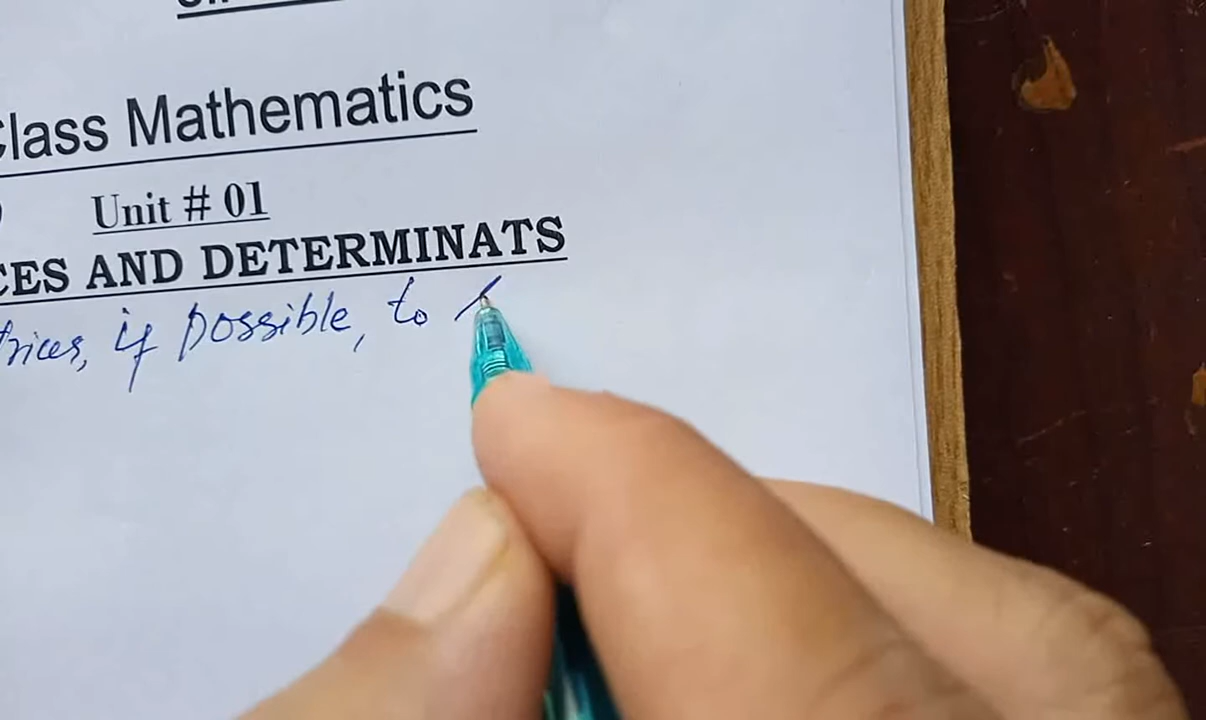 Class Mathematics
Unit # 01
CES AND DETERMINATS
trices, if possible, to